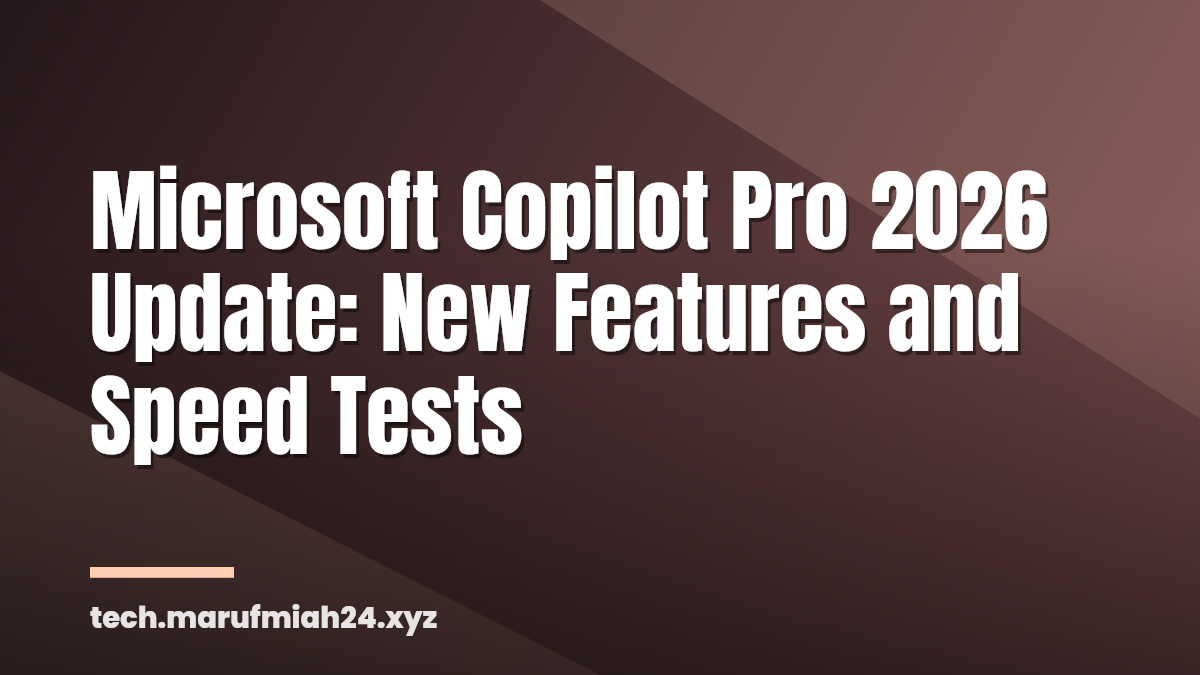 Microsoft Copilot Pro 2026
Update: New Features and
Speed Tests
tech.marufmiah24.xyz